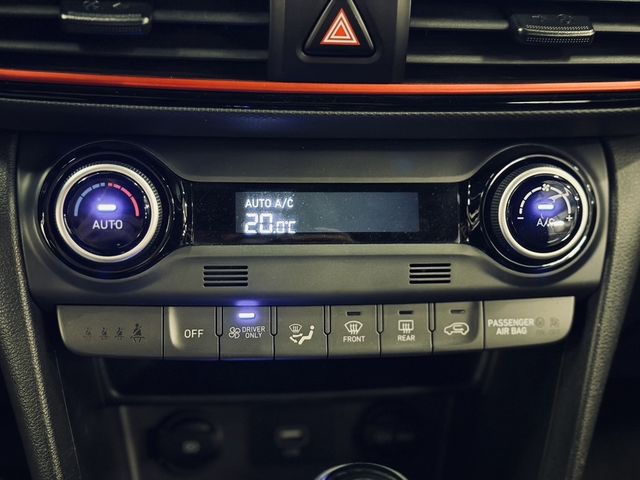 AUTO A/C
20.0°C
AUTO
A/C
OFF
DRIVER
ONLY
FRONT
REAR
PASSENGER
AIR BAG